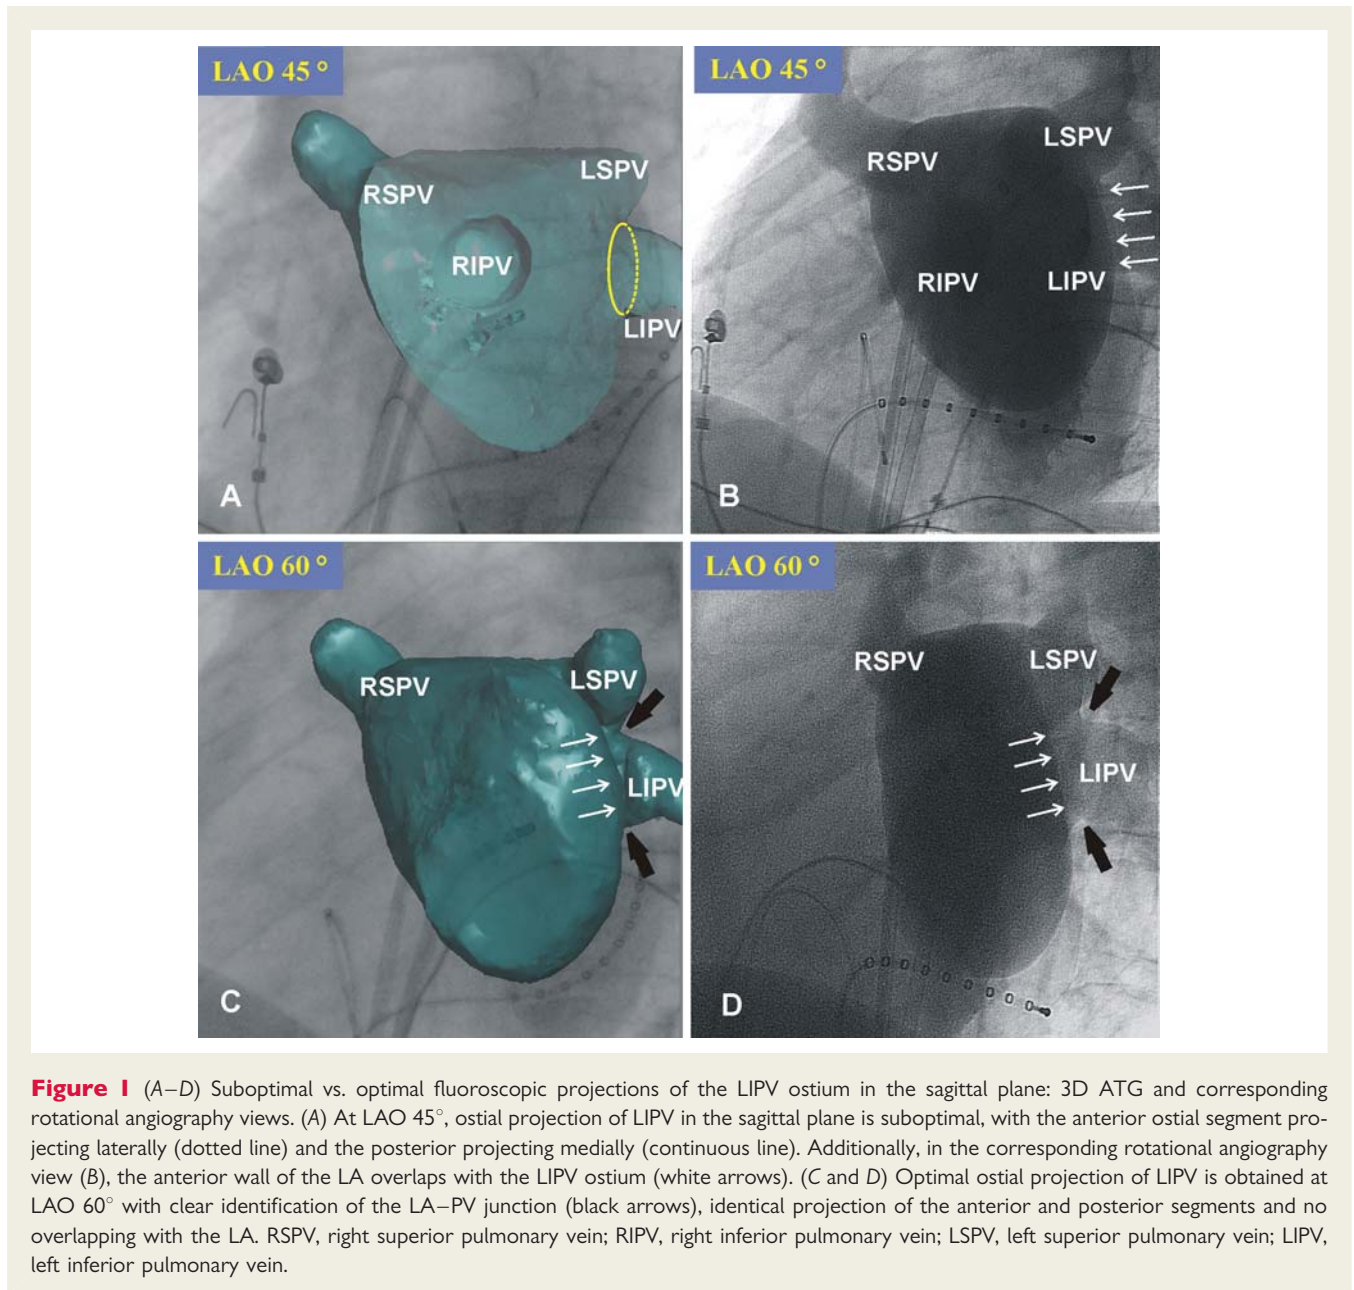 LAO 45°
LAO 45°
LSPV
RSPV
LSPV
RSPV
RIPV
RIPV
LIPV
LIPV
A
B
LAO 60°
LAO 60°
RSPV
LSPV
RSPV
LSPV
LIPV
LIPV
C
D
Figure 1 (A–D) Suboptimal vs. optimal fluoroscopic projections of the LIPV ostium in the sagittal plane: 3D ATG and corresponding
rotational angiography views. (A) At LAO 45°, ostial projection of LIPV in the sagittal plane is suboptimal, with the anterior ostial segment pro-
jecting laterally (dotted line) and the posterior projecting medially (continuous line). Additionally, in the corresponding rotational angiography
view (B), the anterior wall of the LA overlaps with the LIPV ostium (white arrows). (C and D) Optimal ostial projection of LIPV is obtained at
LAO 60° with clear identification of the LA–PV junction (black arrows), identical projection of the anterior and posterior segments and no
overlapping with the LA. RSPV, right superior pulmonary vein; RIPV, right inferior pulmonary vein; LSPV, left superior pulmonary vein; LIPV,
left inferior pulmonary vein.